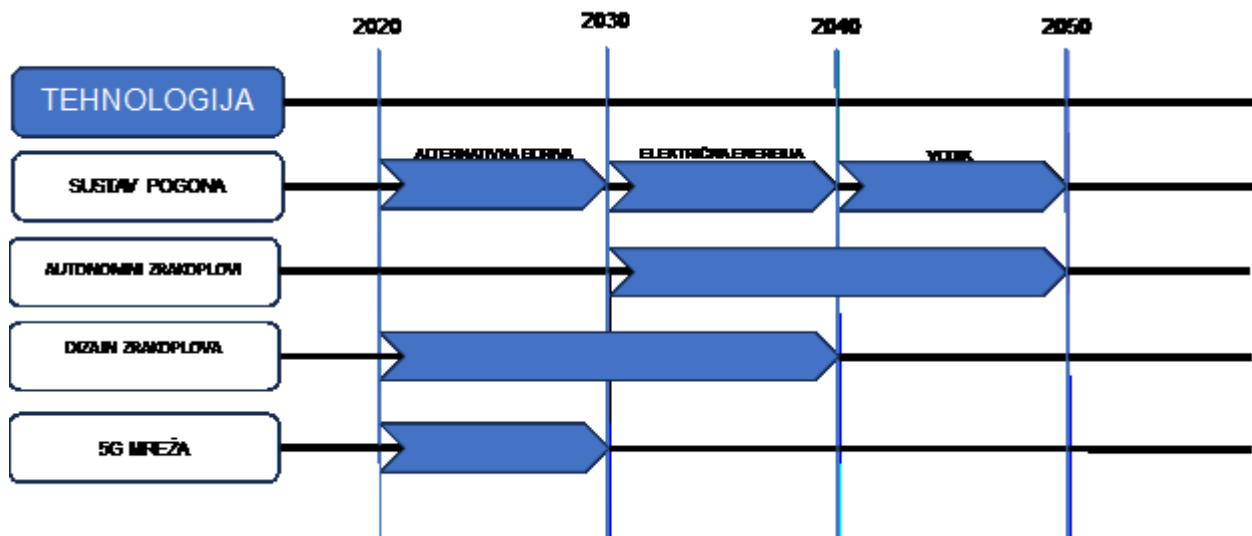 2020 2030 2040 2050
TEHNOLOGIJA
ALTERNATIVNA GORIVA ELEKTRIČNA ENERGIJA VODIK
SUSTAV POGONA
AUTONOMNI ZRAKOPLOVI
DIZAJN ZRAKOPLOVA
5G MREŽA